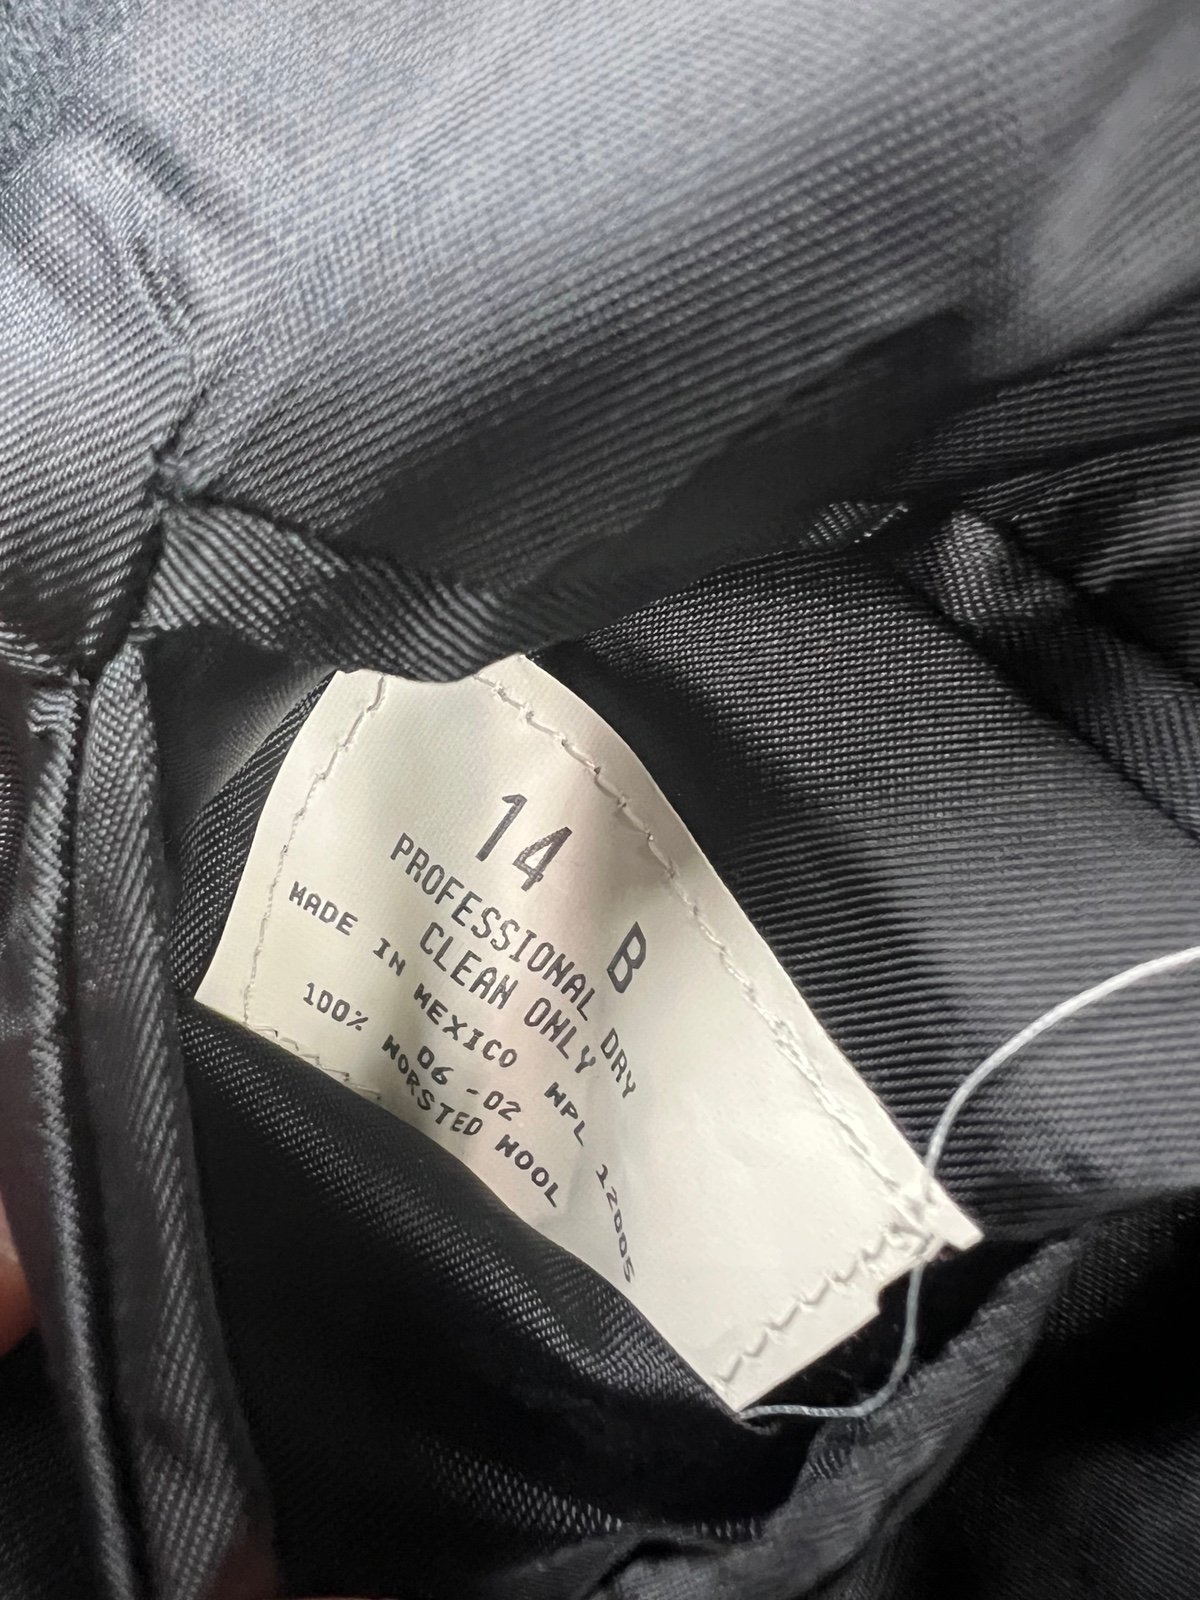 14 B
PROFESSIONAL DRY
CLEAN ONLY
MADE IN MEXICO WPL 12005
06-02
100% WORSTED WOOL